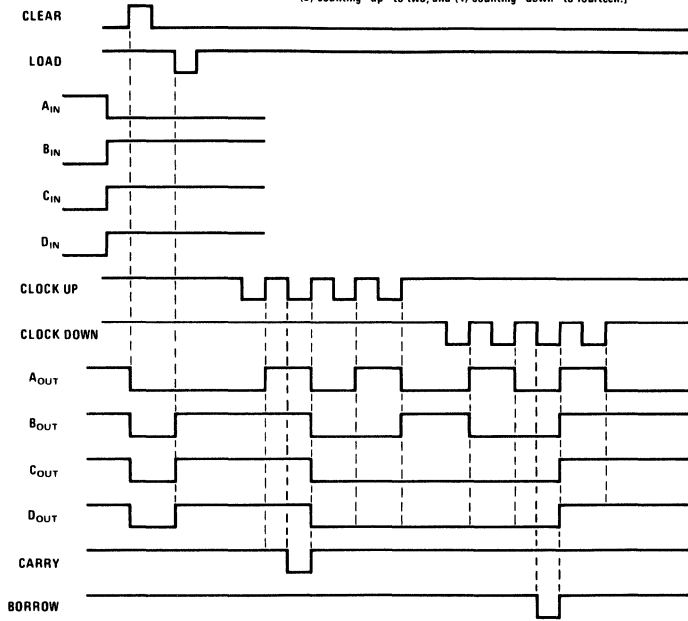 (3) counting "up" to two; and (4) counting "down" to fourteen.]
CLEAR
LOAD
AIN
BIN
CIN
DIN
CLOCK UP
CLOCK DOWN
AOUT
BOUT
COUT
DOUT
CARRY
BORROW